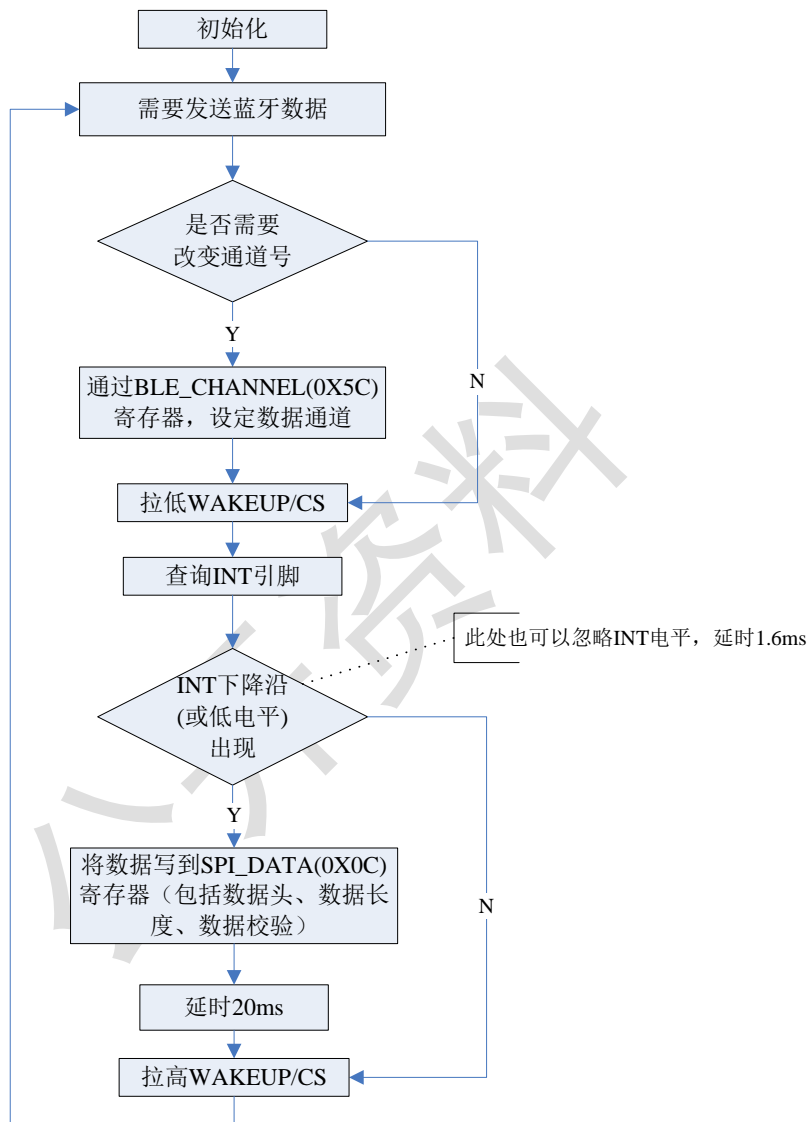 初始化
需要发送蓝牙数据
是否需要
改变通道号
Y
N
通过BLE_CHANNEL(0X5C)
寄存器，设定数据通道
拉低WAKEUP/CS
查询INT引脚
此处也可以忽略INT电平，延时1.6ms
INT下降沿
(或低电平)
出现
Y
N
将数据写到SPI_DATA(0X0C)
寄存器（包括数据头、数据长
度、数据校验）
延时20ms
拉高WAKEUP/CS
公开资料